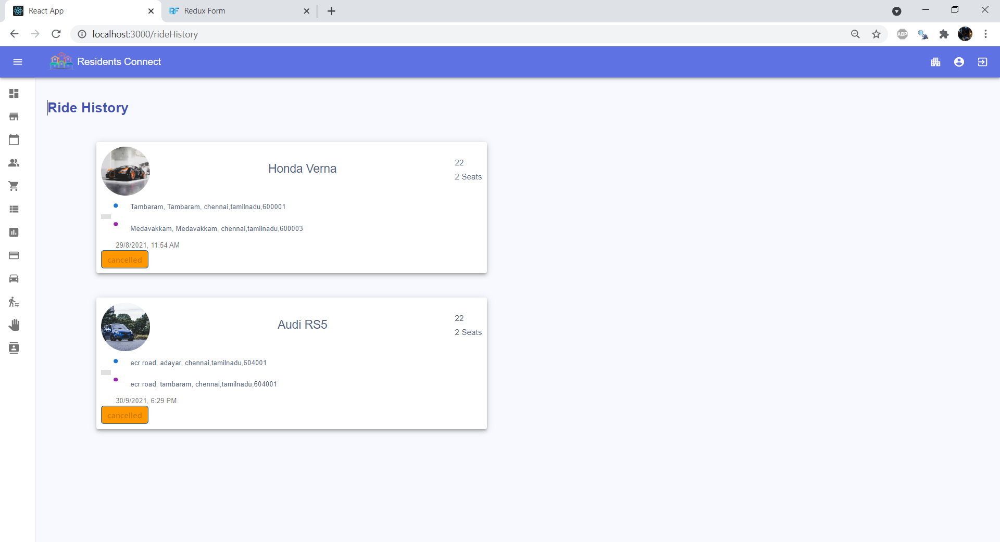 React App
Redux Form
localhost:3000/rideHistory
ABP
Residents Connect
Ride History
Honda Verna
22
2 Seats
Tambaram, Tambaram, chennai,tamilnadu,600001
Medavakkam, Medavakkam, chennai,tamilnadu,600003
29/8/2021, 11:54 AM
cancelled
Audi RS5
22
2 Seats
ecr road, adayar, chennai,tamilnadu,604001
ecr road, tambaram, chennai,tamilnadu,604001
30/9/2021, 6:29 PM
cancelled